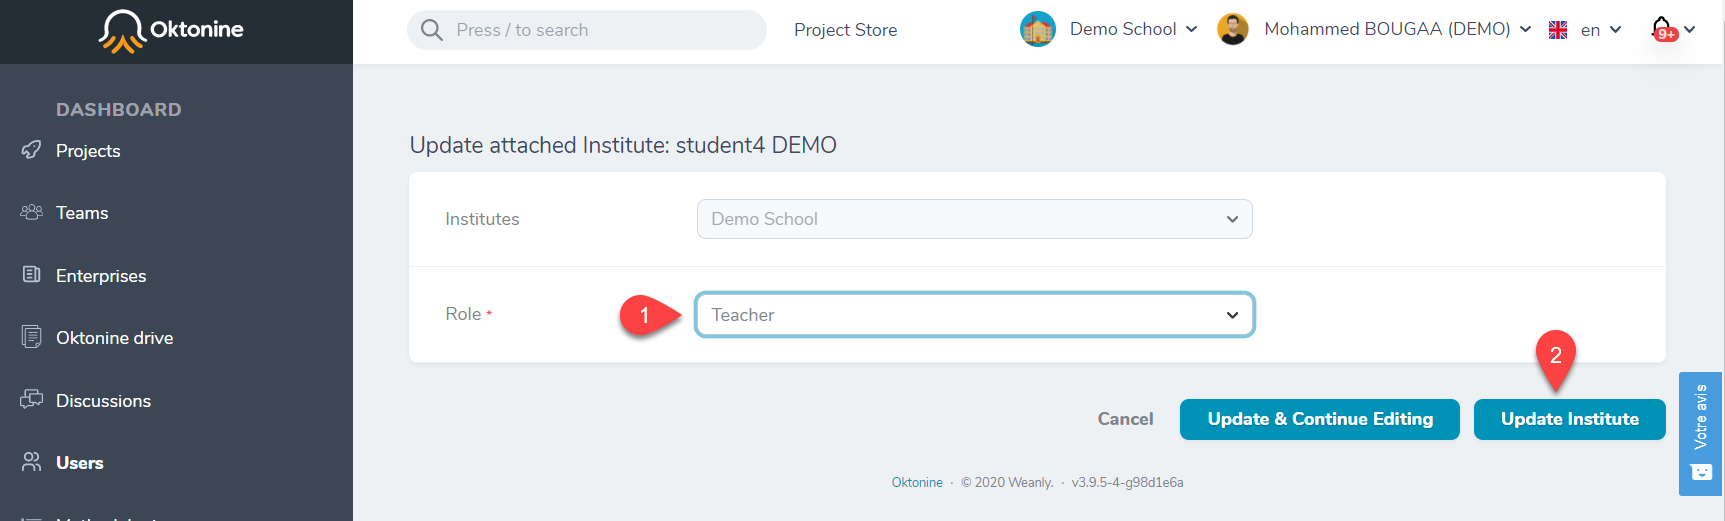 Oktonine
Press / to search
Project Store
Demo School
Mohammed BOUGAA (DEMO)
en
9+
DASHBOARD
Projects
Teams
Enterprises
Oktonine drive
Discussions
Users
Update attached Institute: student4 DEMO
Institutes
Demo School
Role *
1
Teacher
2
Cancel
Update & Continue Editing
Update Institute
Votre avis
Oktonine · © 2020 Weanly. · v3.9.5-4-g98d1e6a